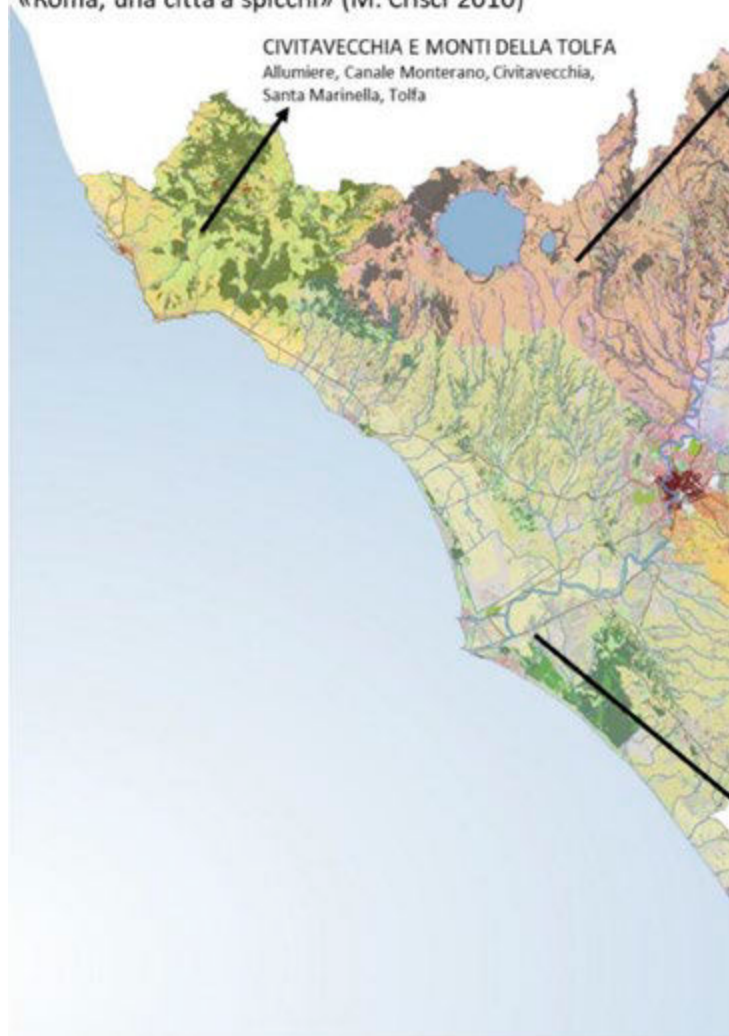 «Roma, una città a spicchi» (M. Crisci 2010)
CIVITAVECCHIA E MONTI DELLA TOLFA
Allumiere, Canale Monterano, Civitavecchia,
Santa Marinella, Tolfa